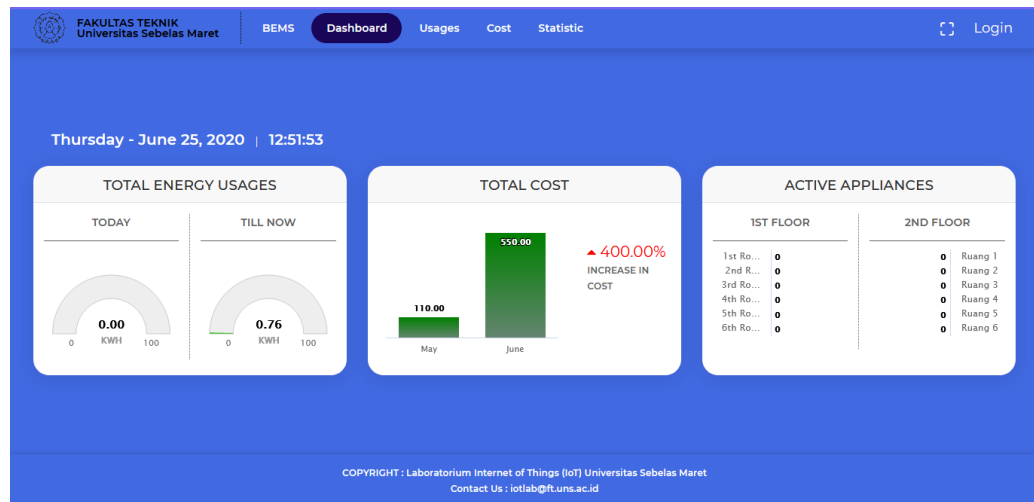 FAKULTAS TEKNIK
Universitas Sebelas Maret
BEMS
Dashboard
Usages
Cost
Statistic
Login
Thursday - June 25, 2020 | 12:51:53
TOTAL ENERGY USAGES
TODAY
TILL NOW
0.00
KWH
0
100
0.76
KWH
0
100
TOTAL COST
110.00
550.00
May
June
400.00%
INCREASE IN
COST
ACTIVE APPLIANCES
1ST FLOOR
1st Ro... 0
2nd R... 0
3rd Ro... 0
4th Ro... 0
5th Ro... 0
6th Ro... 0
2ND FLOOR
0 Ruang 1
0 Ruang 2
0 Ruang 3
0 Ruang 4
0 Ruang 5
0 Ruang 6
COPYRIGHT : Laboratorium Internet of Things (IoT) Universitas Sebelas Maret
Contact Us : iotlab@ft.uns.ac.id